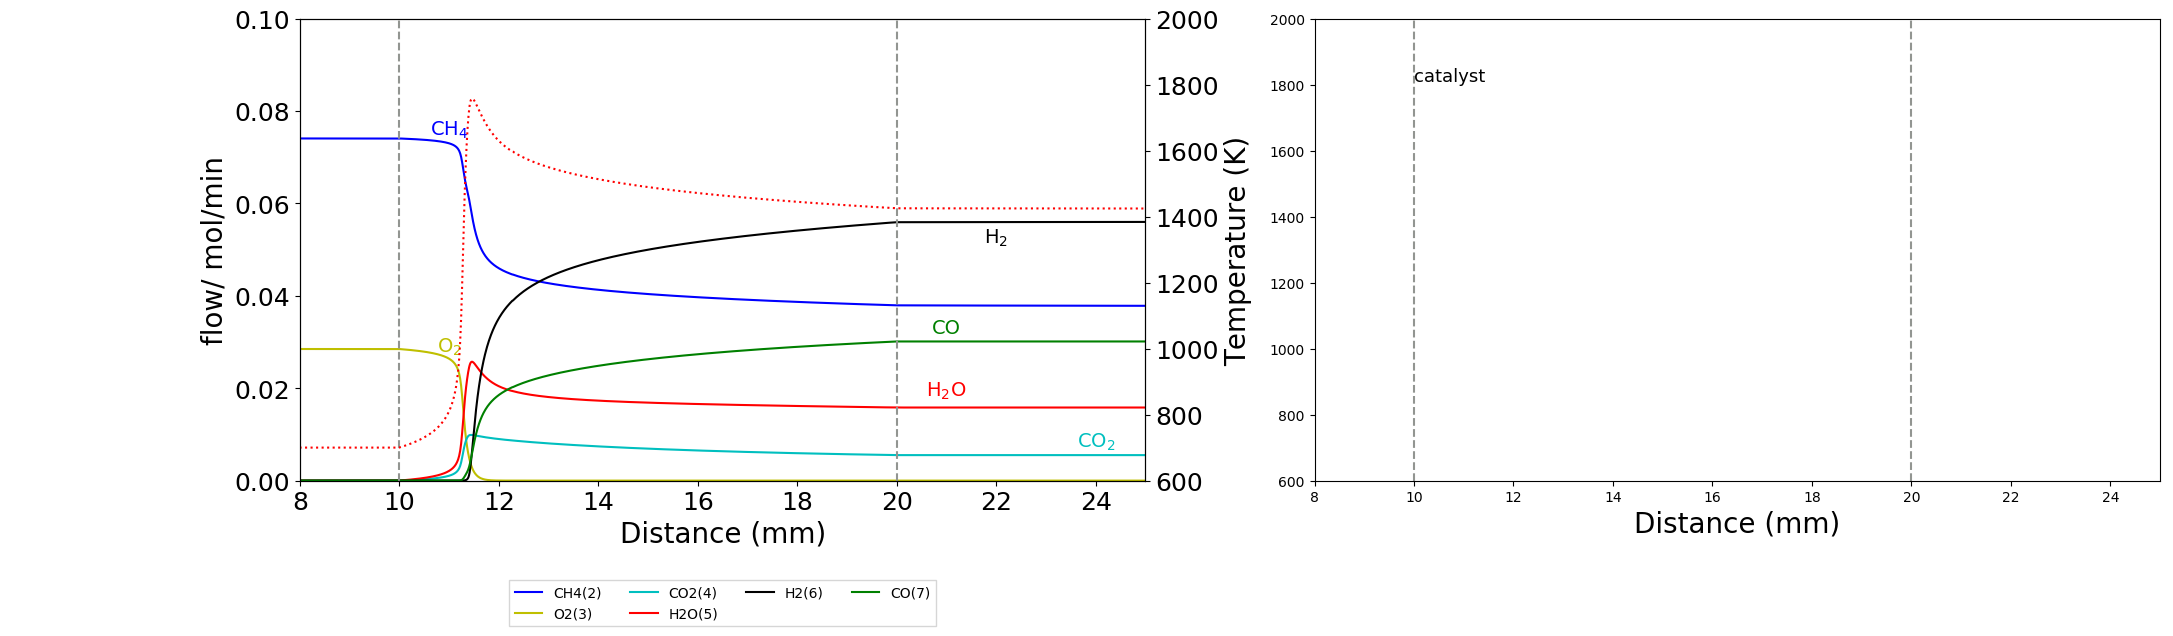 0.10
0.08
0.06
0.04
0.02
0.00
flow/ mol/min
CH₄
O₂
H₂
CO
H₂O
CO₂
2000
1800
1600
1400
1200
1000
800
600
Temperature (K)
8 10 12 14 16 18 20 22 24
Distance (mm)
CH4(2) CO2(4) H2(6) CO(7)
O2(3) H2O(5)
2000
1800
1600
1400
1200
1000
800
600
catalyst
8 10 12 14 16 18 20 22 24
Distance (mm)